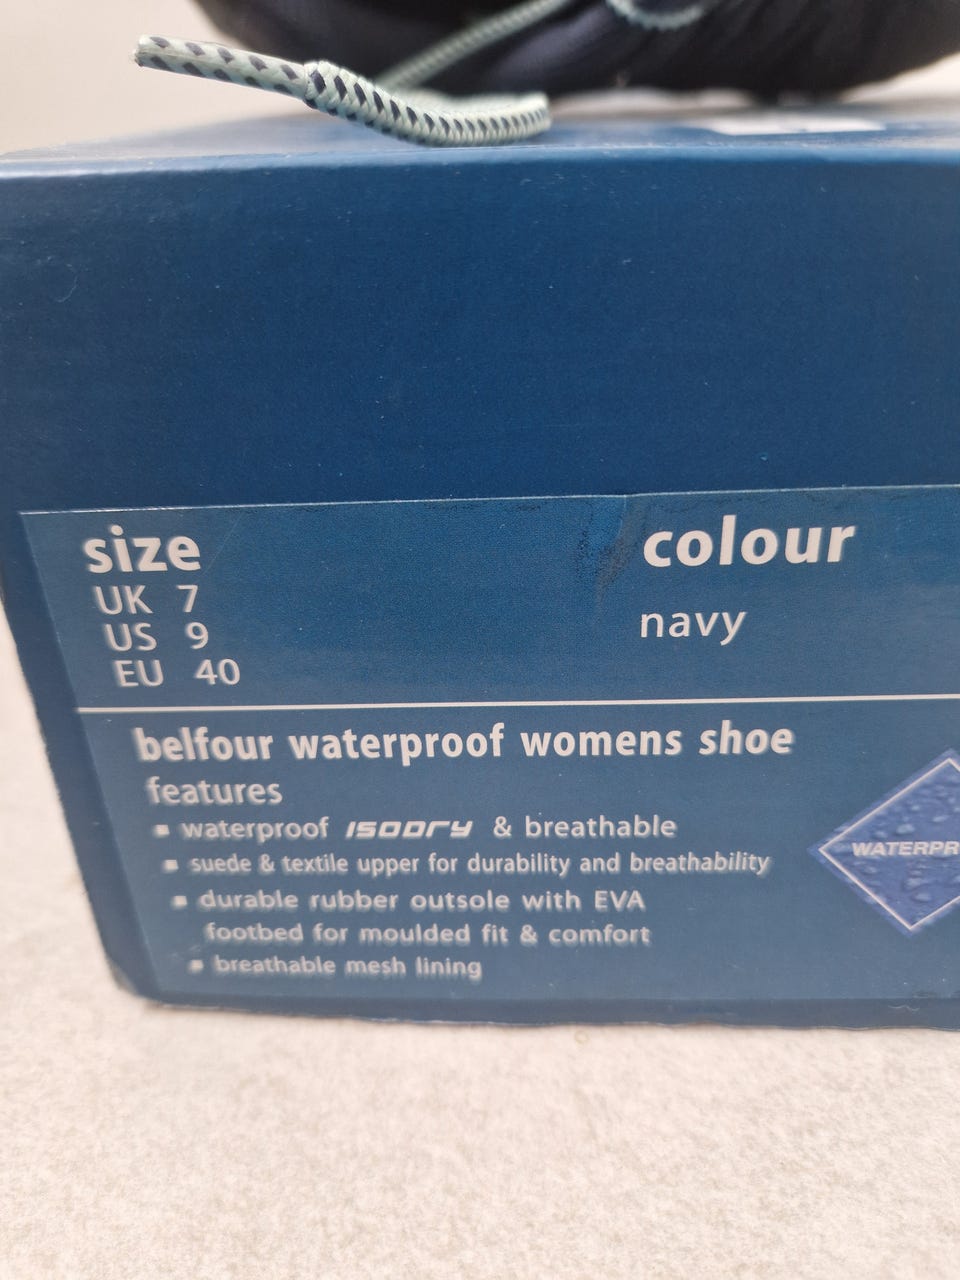 size
UK 7
US 9
EU 40
colour
navy
belfour waterproof womens shoe
features
▪ waterproof ISODRY & breathable
▪ suede & textile upper for durability and breathability
▪ durable rubber outsole with EVA
footbed for moulded fit & comfort
▪ breathable mesh lining
WATERPR